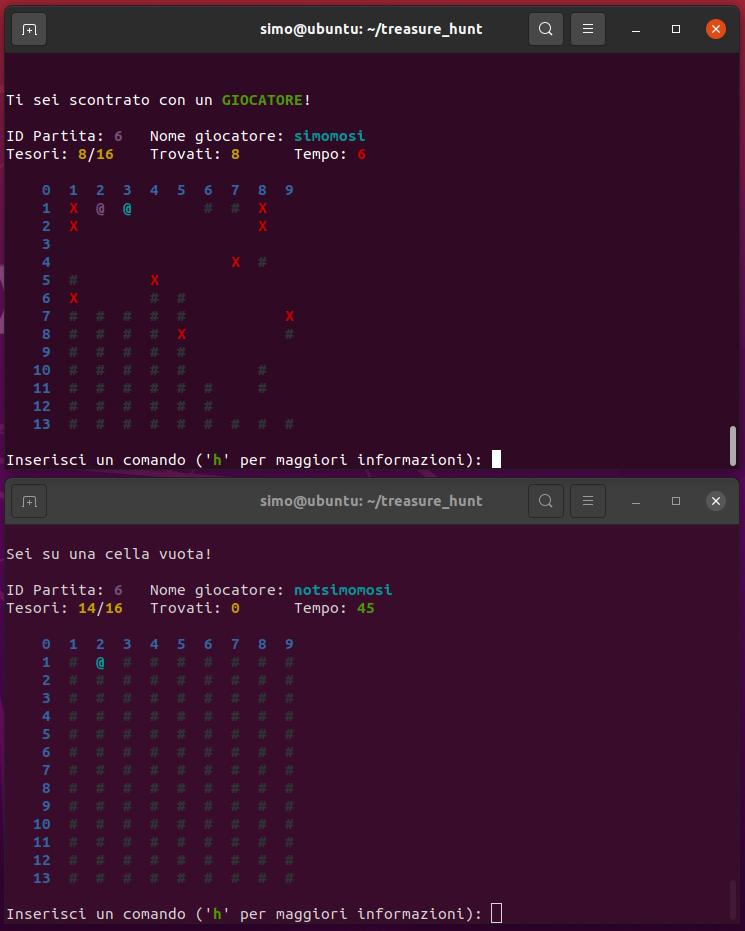 simo@ubuntu: ~/treasure_hunt
Ti sei scontrato con un GIOCATORE!
ID Partita: 6   Nome giocatore: simomosi
Tesori: 8/16    Trovati: 8      Tempo: 6
    0  1  2  3  4  5  6  7  8  9
    1  X  @  @        #  #  X
    2  X                    X
    3
    4                    X  #
    5  #        X
    6  X        #  #
    7  #  #  #  #  #           X
    8  #  #  #  #  X           #
    9  #  #  #  #  #
   10  #  #  #  #  #        #
   11  #  #  #  #  #  #     #
   12  #  #  #  #  #  #
   13  #  #  #  #  #  #  #  #  #
Inserisci un comando ('h' per maggiori informazioni):
simo@ubuntu: ~/treasure_hunt
Sei su una cella vuota!
ID Partita: 6   Nome giocatore: notsimomosi
Tesori: 14/16   Trovati: 0      Tempo: 45
    0  1  2  3  4  5  6  7  8  9
    1  #  @  #  #  #  #  #  #  #
    2  #  #  #  #  #  #  #  #  #
    3  #  #  #  #  #  #  #  #  #
    4  #  #  #  #  #  #  #  #  #
    5  #  #  #  #  #  #  #  #  #
    6  #  #  #  #  #  #  #  #  #
    7  #  #  #  #  #  #  #  #  #
    8  #  #  #  #  #  #  #  #  #
    9  #  #  #  #  #  #  #  #  #
   10  #  #  #  #  #  #  #  #  #
   11  #  #  #  #  #  #  #  #  #
   12  #  #  #  #  #  #  #  #  #
   13  #  #  #  #  #  #  #  #  #
Inserisci un comando ('h' per maggiori informazioni):